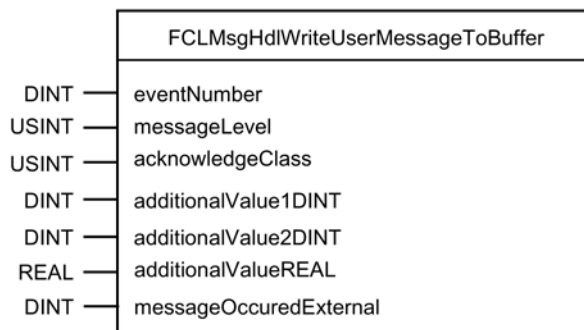 FCLMsgHdlWriteUserMessageToBuffer
DINT eventNumber
USINT messageLevel
USINT acknowledgeClass
DINT additionalValue1DINT
DINT additionalValue2DINT
REAL additionalValueREAL
DINT messageOccuredExternal